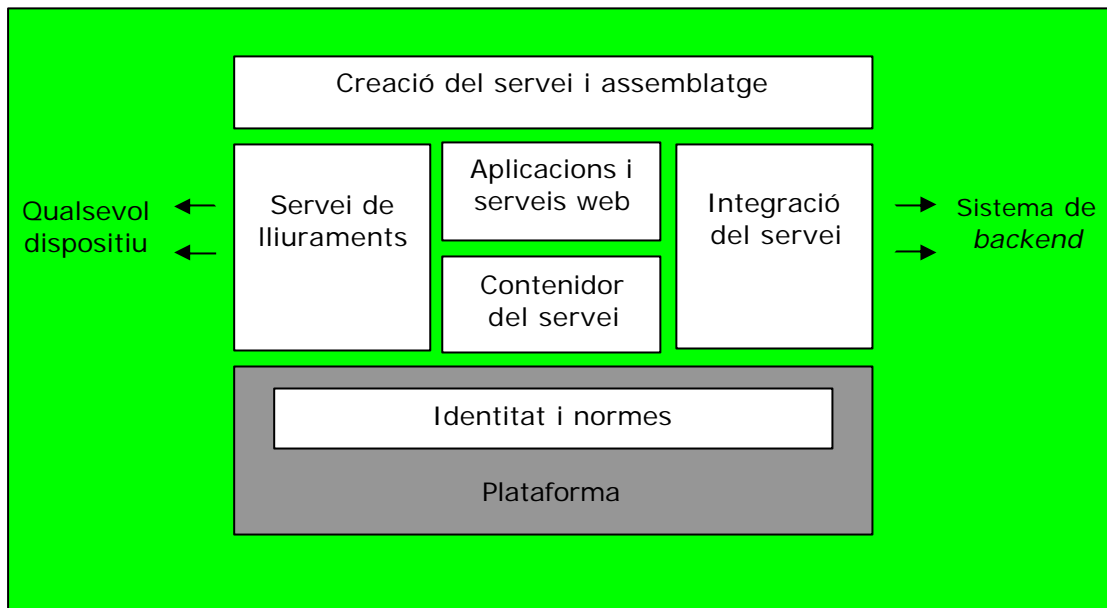 Creació del servei i assemblatge
Qualsevol
dispositiu
Servei de
lliuraments
Aplicacions i
serveis web
Contenidor
del servei
Integració
del servei
Sistema de
backend
Identitat i normes
Plataforma